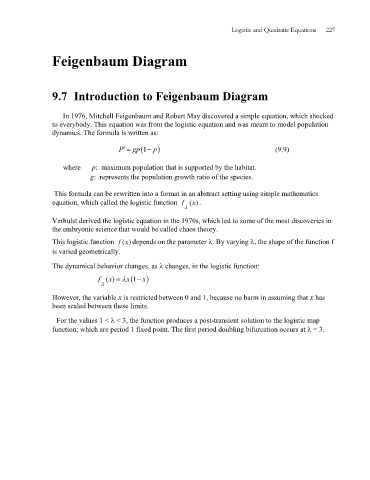 Logistic and Quadratic Equations 227
Feigenbaum Diagram
9.7 Introduction to Feigenbaum Diagram
In 1976, Mitchell Feigenbaum and Robert May discovered a simple equation, which shocked
to everybody. This equation was from the logistic equation and was meant to model population
dynamics. The formula is written as:
P' = gp(1 − p) (9.9)
where p: maximum population that is supported by the habitat.
g: represents the population growth ratio of the species.
This formula can be rewritten into a format in an abstract setting using simple mathematics
equation, which called the logistic function f_λ(x).
Verhulst derived the logistic equation in the 1970s, which led to some of the most discoveries in
the embryonic science that would be called chaos theory.
This logistic function f(x) depends on the parameter λ. By varying λ, the shape of the function f
is varied geometrically.
The dynamical behavior changes, as λ changes, in the logistic function:
f_λ(x) = λx(1 − x)
However, the variable x is restricted between 0 and 1, because no harm in assuming that x has
been scaled between these limits.
For the values 1 < λ < 3, the function produces a post-transient solution to the logistic map
function; which are period 1 fixed point. The first period doubling bifurcation occurs at λ = 3.